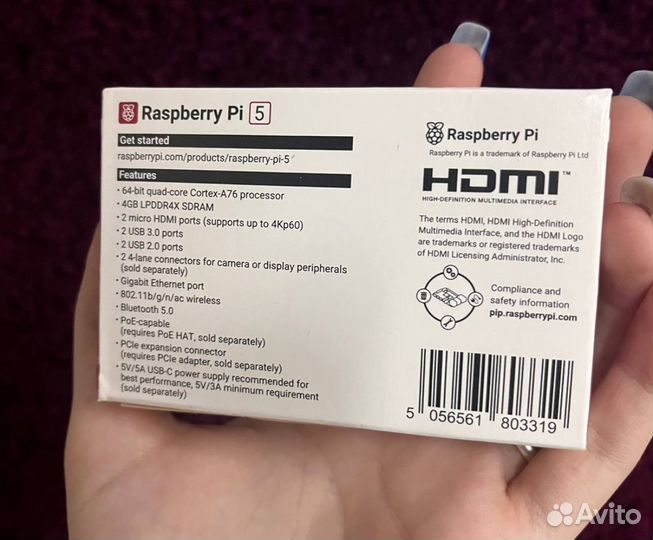 Raspberry Pi 5
Get started
raspberrypi.com/products/raspberry-pi-5
Features
• 64-bit quad-core Cortex-A76 processor
• 4GB LPDDR4X SDRAM
• 2 micro HDMI ports (supports up to 4Kp60)
• 2 USB 3.0 ports
• 2 USB 2.0 ports
• 2 4-lane connectors for camera or display peripherals
(sold separately)
• Gigabit Ethernet port
• 802.11b/g/n/ac wireless
• Bluetooth 5.0
• PoE-capable
(requires PoE HAT, sold separately)
• PCIe expansion connector
(requires PCIe adapter, sold separately)
• 5V/5A USB-C power supply recommended for
best performance, 5V/3A minimum requirement
(sold separately)
Raspberry Pi
Raspberry Pi is a trademark of Raspberry Pi Ltd
HDMI™
HIGH-DEFINITION MULTIMEDIA INTERFACE
The terms HDMI, HDMI High-Definition
Multimedia Interface, and the HDMI Logo
are trademarks or registered trademarks
of HDMI Licensing Administrator, Inc.
Compliance and
safety information
pip.raspberrypi.com
5 056561 803319
Avito